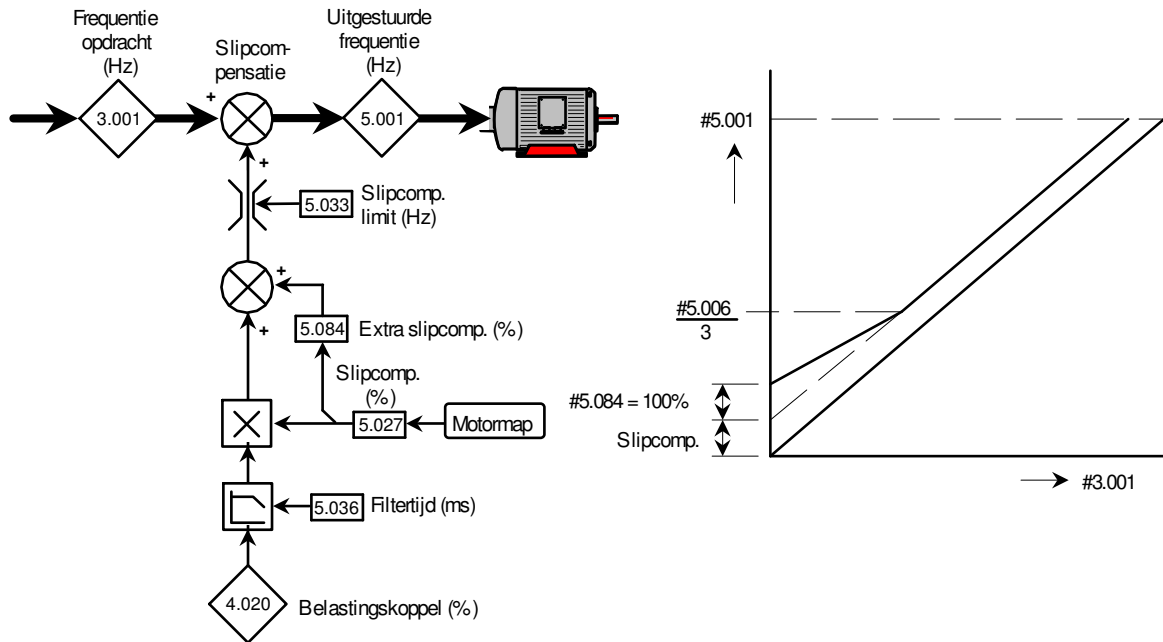 Frequentie
opdracht
(Hz)
Slipcom-
pensatie
Uitgestuurde
frequentie
(Hz)
+
3.001
5.001
+
5.033
Slipcomp.
limit (Hz)
+
5.084
Extra slipcomp. (%)
+
Slipcomp.
(%)
5.027
Motormap
5.036
Filtertijd (ms)
4.020
Belastingskoppel (%)
#5.001
#5.006
3
#5.084 = 100%
Slipcomp.
#3.001